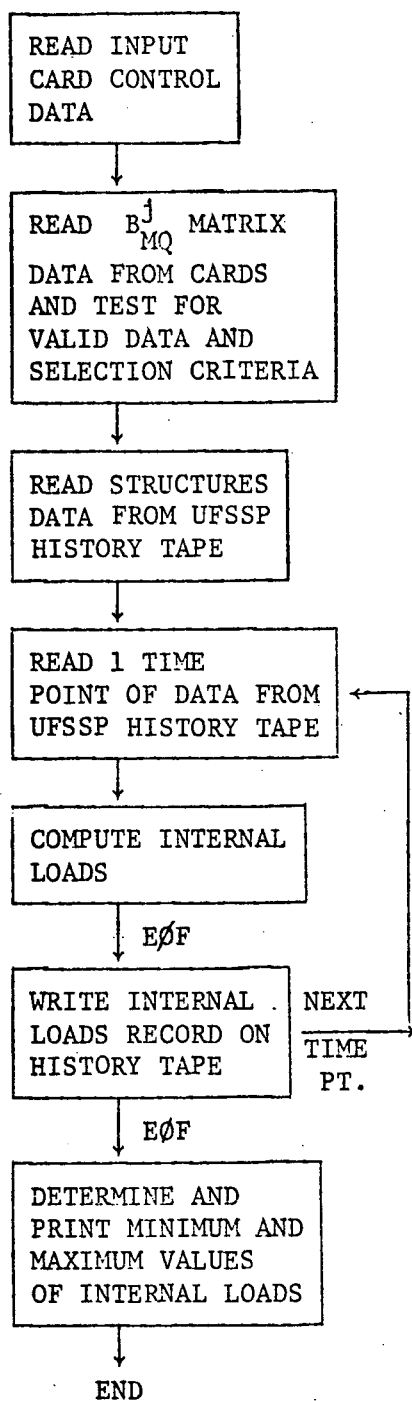 READ INPUT
CARD CONTROL
DATA
READ B^j_MQ MATRIX
DATA FROM CARDS
AND TEST FOR
VALID DATA AND
SELECTION CRITERIA
READ STRUCTURES
DATA FROM UFSSP
HISTORY TAPE
READ 1 TIME
POINT OF DATA FROM
UFSSP HISTORY TAPE
COMPUTE INTERNAL
LOADS
EØF
WRITE INTERNAL
LOADS RECORD ON
HISTORY TAPE
NEXT
TIME
PT.
EØF
DETERMINE AND
PRINT MINIMUM AND
MAXIMUM VALUES
OF INTERNAL LOADS
END